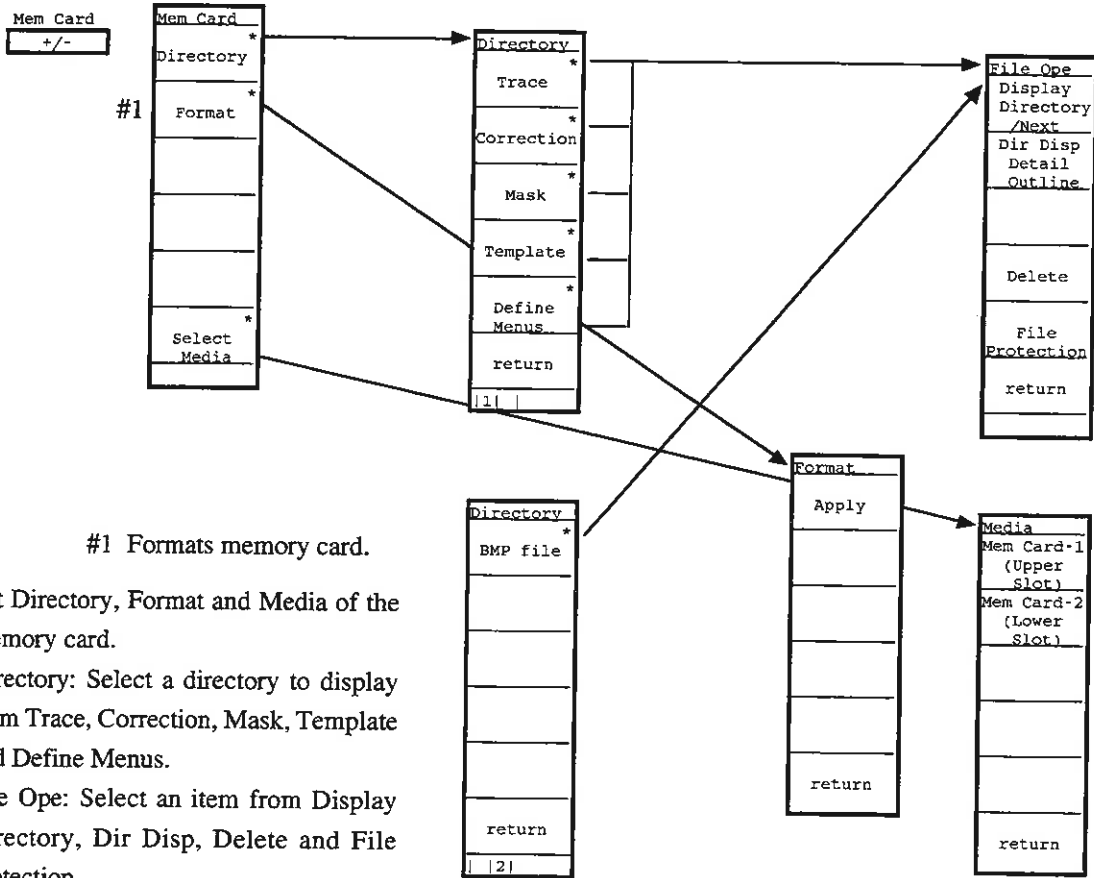 Mem Card
+/-
Mem Card
*
Directory
*
#1
Format
*
Select
Media
Directory
*
Trace
*
Correction
*
Mask
*
Template
*
Define
Menus
return
|1| |
File Ope
Display
Directory
/Next
Dir Disp
Detail
Outline
Delete
File
Protection
return
Directory
*
BMP file
return
| |2|
Format
Apply
return
Media
Mem Card-1
(Upper
Slot)
Mem Card-2
(Lower
Slot)
return
#1 Formats memory card.
Directory, Format and Media of the
card.
Select a directory to display
Trace, Correction, Mask, Template
Define Menus.
Ope: Select an item from Display
Dir Disp, Delete and File